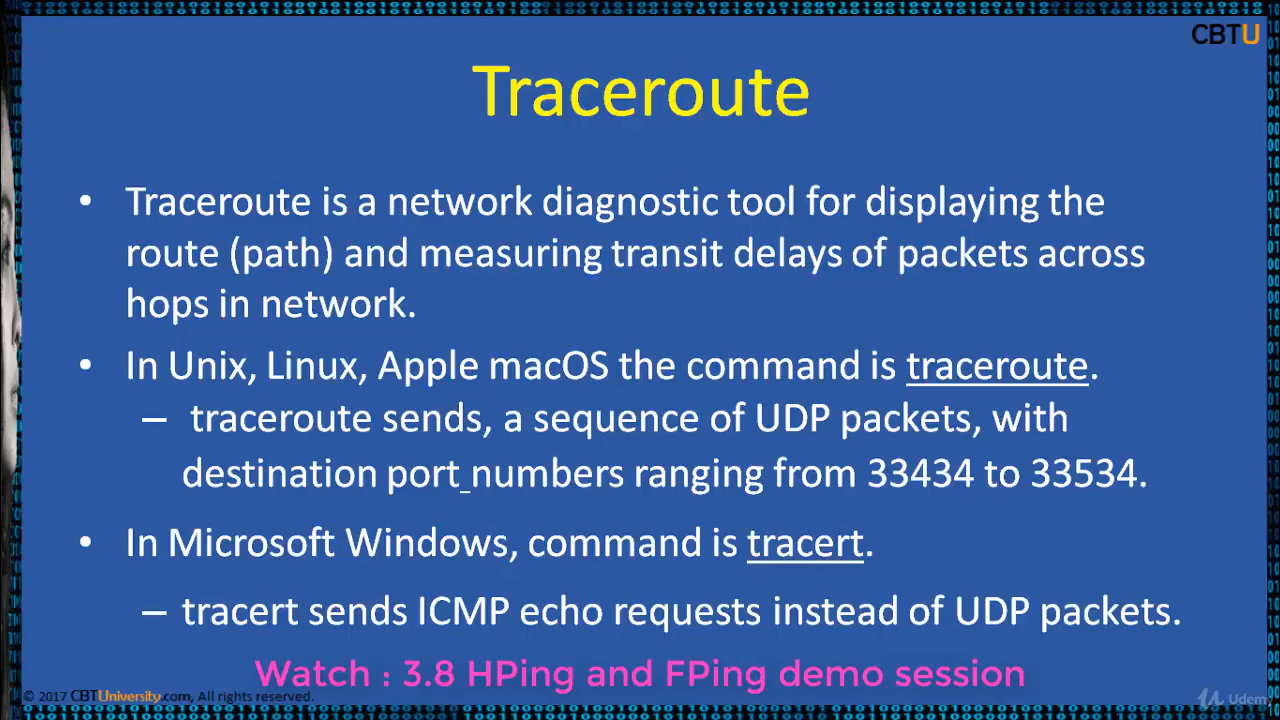 CBTU
Traceroute
• Traceroute is a network diagnostic tool for displaying the
route (path) and measuring transit delays of packets across
hops in network.
• In Unix, Linux, Apple macOS the command is traceroute.
– traceroute sends, a sequence of UDP packets, with
destination port numbers ranging from 33434 to 33534.
• In Microsoft Windows, command is tracert.
– tracert sends ICMP echo requests instead of UDP packets.
Watch : 3.8 HPing and FPing demo session
© 2017 CBTUniversity.com, All rights reserved.
Udem